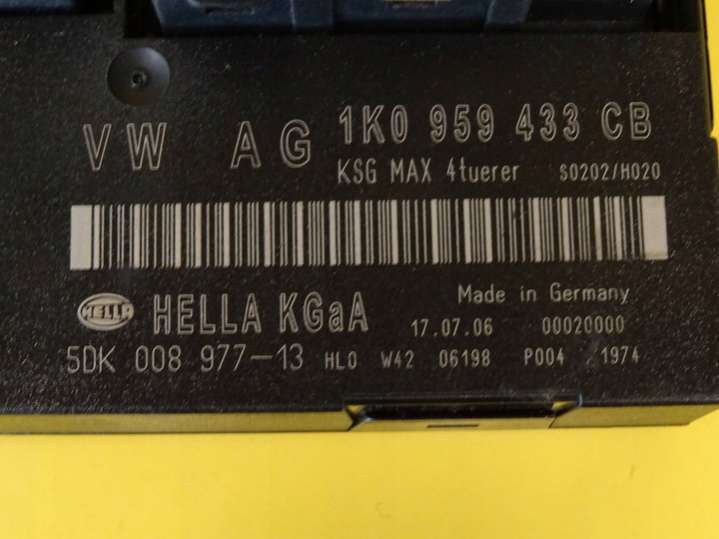 VW AG 1K0 959 433 CB
KSG MAX 4tuerer S0202/H020
HELLA HELLA KGaA Made in Germany
17.07.06 00020000
5DK 008 977-13 HLO W42 06198 P004 1974